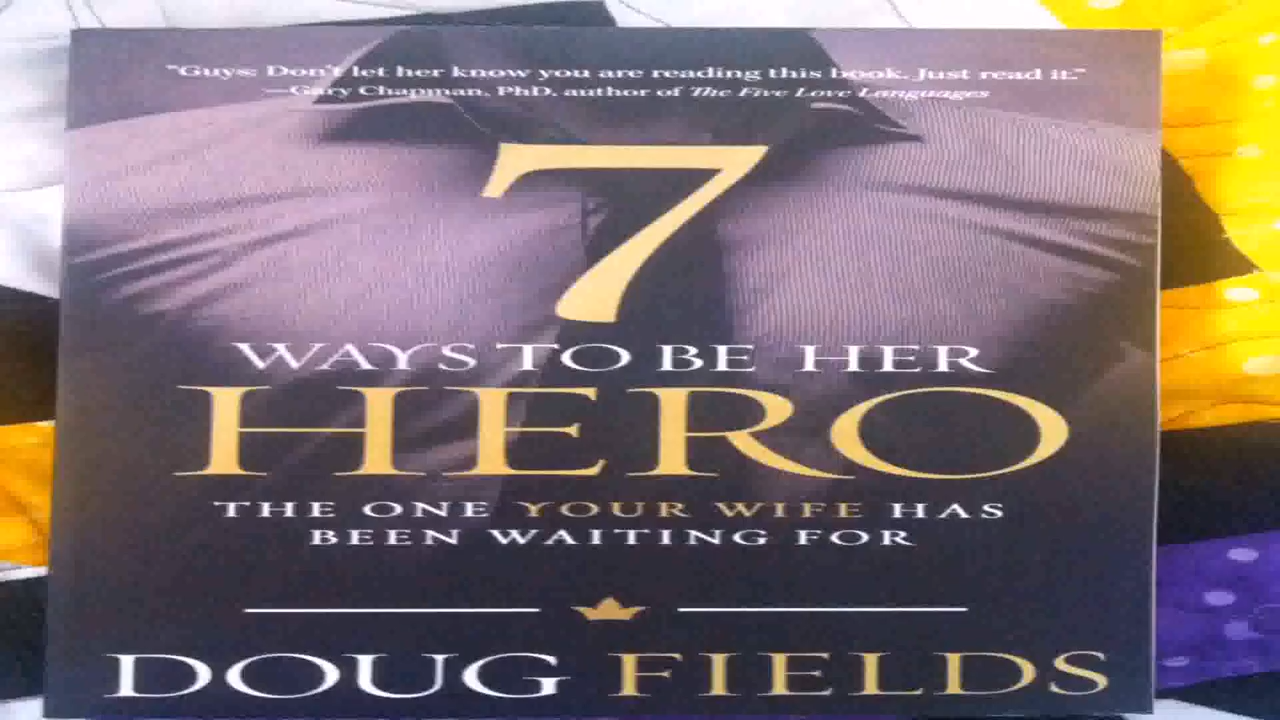 "Guys: Don't let her know you are reading this book. Just read it."
—Gary Chapman, PhD, author of The Five Love Languages
7
WAYS TO BE HER
HERO
THE ONE YOUR WIFE HAS
BEEN WAITING FOR
DOUG FIELDS